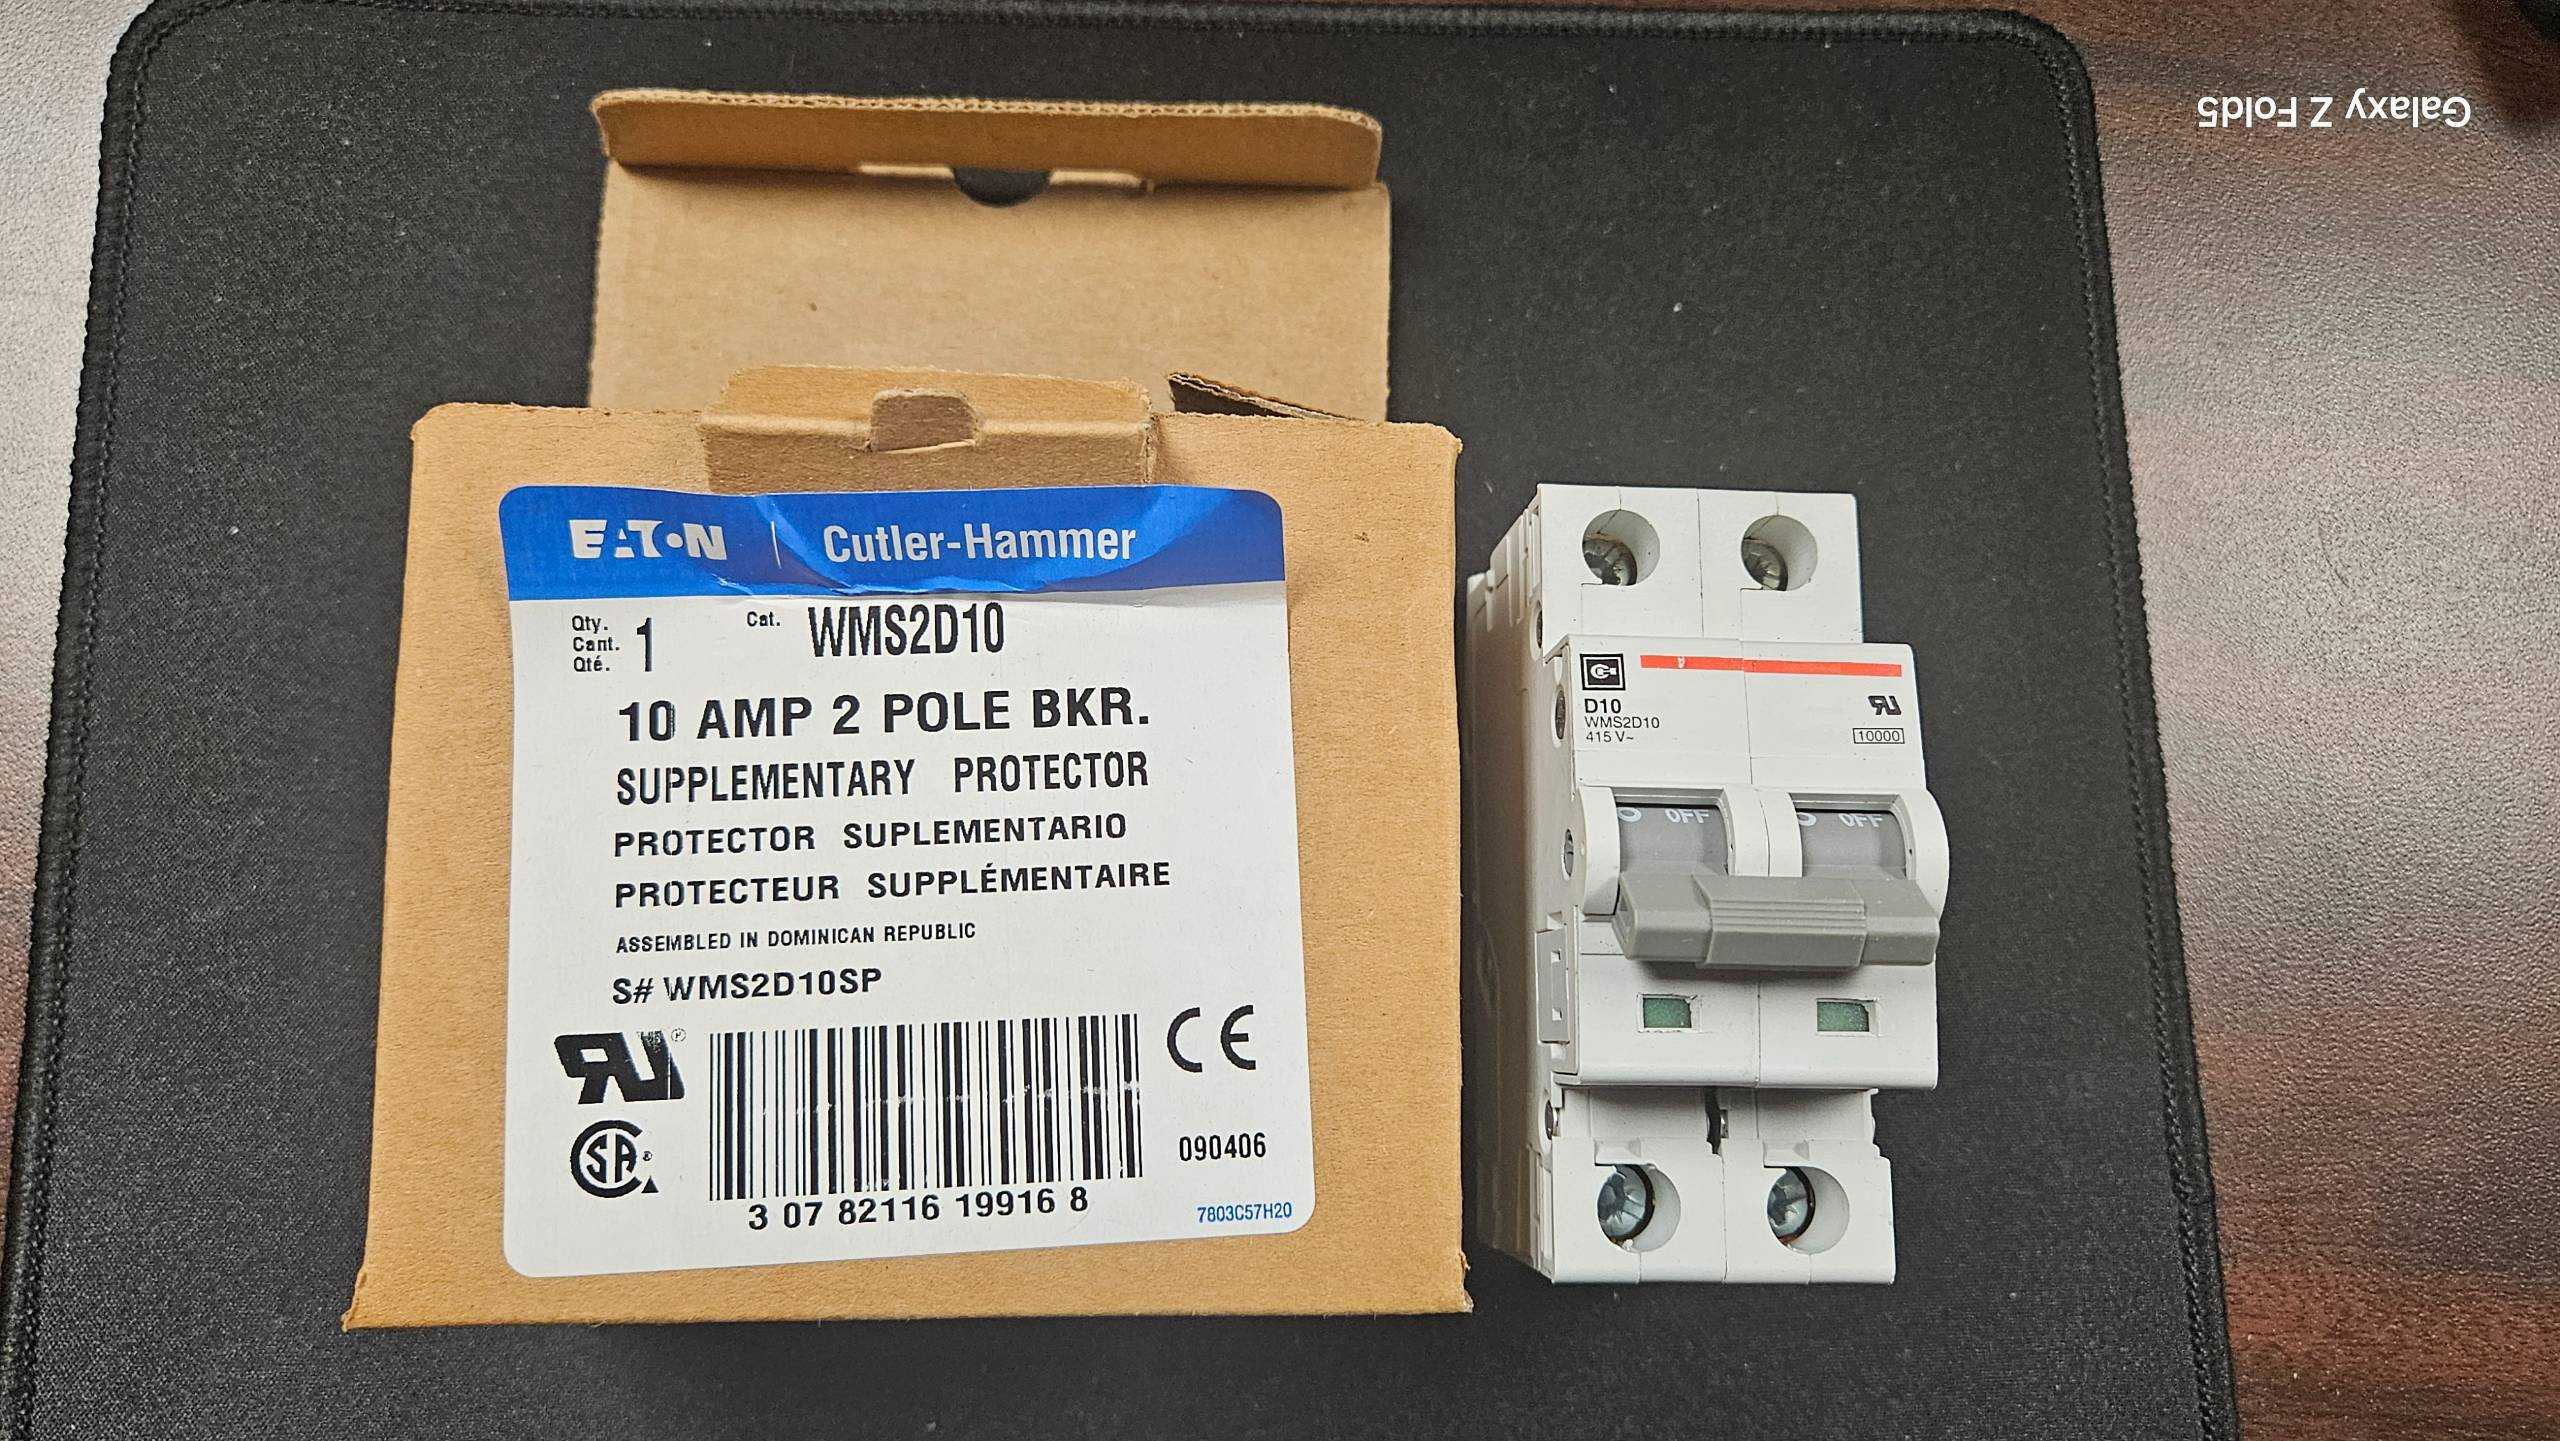 Galaxy Z Fold5
EATON | Cutler-Hammer
Qty.
Cant.
Qté.
1
Cat. WMS2D10
10 AMP 2 POLE BKR.
SUPPLEMENTARY PROTECTOR
PROTECTOR SUPLEMENTARIO
PROTECTEUR SUPPLÉMENTAIRE
ASSEMBLED IN DOMINICAN REPUBLIC
S# WMS2D10SP
3 07 82116 19916 8
CE
090406
7803C57H20
D10
WMS2D10
415 V~
10000
OFF OFF